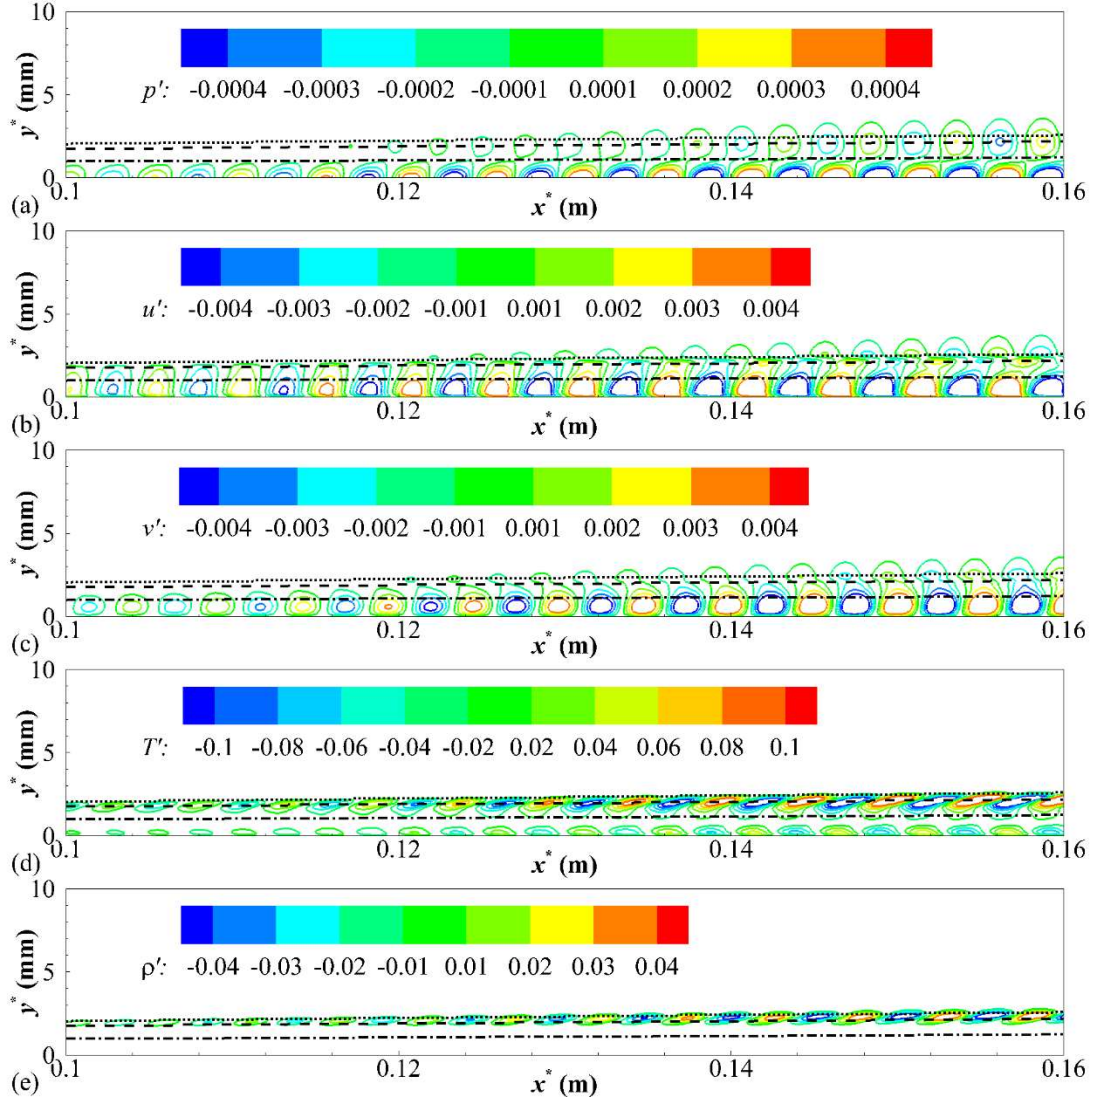 10
y* (mm)
5
p': -0.0004 -0.0003 -0.0002 -0.0001 0.0001 0.0002 0.0003 0.0004
0
0.1 0.12 0.14 0.16
(a) x* (m)
10
y* (mm)
5
u': -0.004 -0.003 -0.002 -0.001 0.001 0.002 0.003 0.004
0
0.1 0.12 0.14 0.16
(b) x* (m)
10
y* (mm)
5
v': -0.004 -0.003 -0.002 -0.001 0.001 0.002 0.003 0.004
0
0.1 0.12 0.14 0.16
(c) x* (m)
10
y* (mm)
5
T': -0.1 -0.08 -0.06 -0.04 -0.02 0.02 0.04 0.06 0.08 0.1
0
0.1 0.12 0.14 0.16
(d) x* (m)
10
y* (mm)
5
ρ': -0.04 -0.03 -0.02 -0.01 0.01 0.02 0.03 0.04
0
0.1 0.12 0.14 0.16
(e) x* (m)